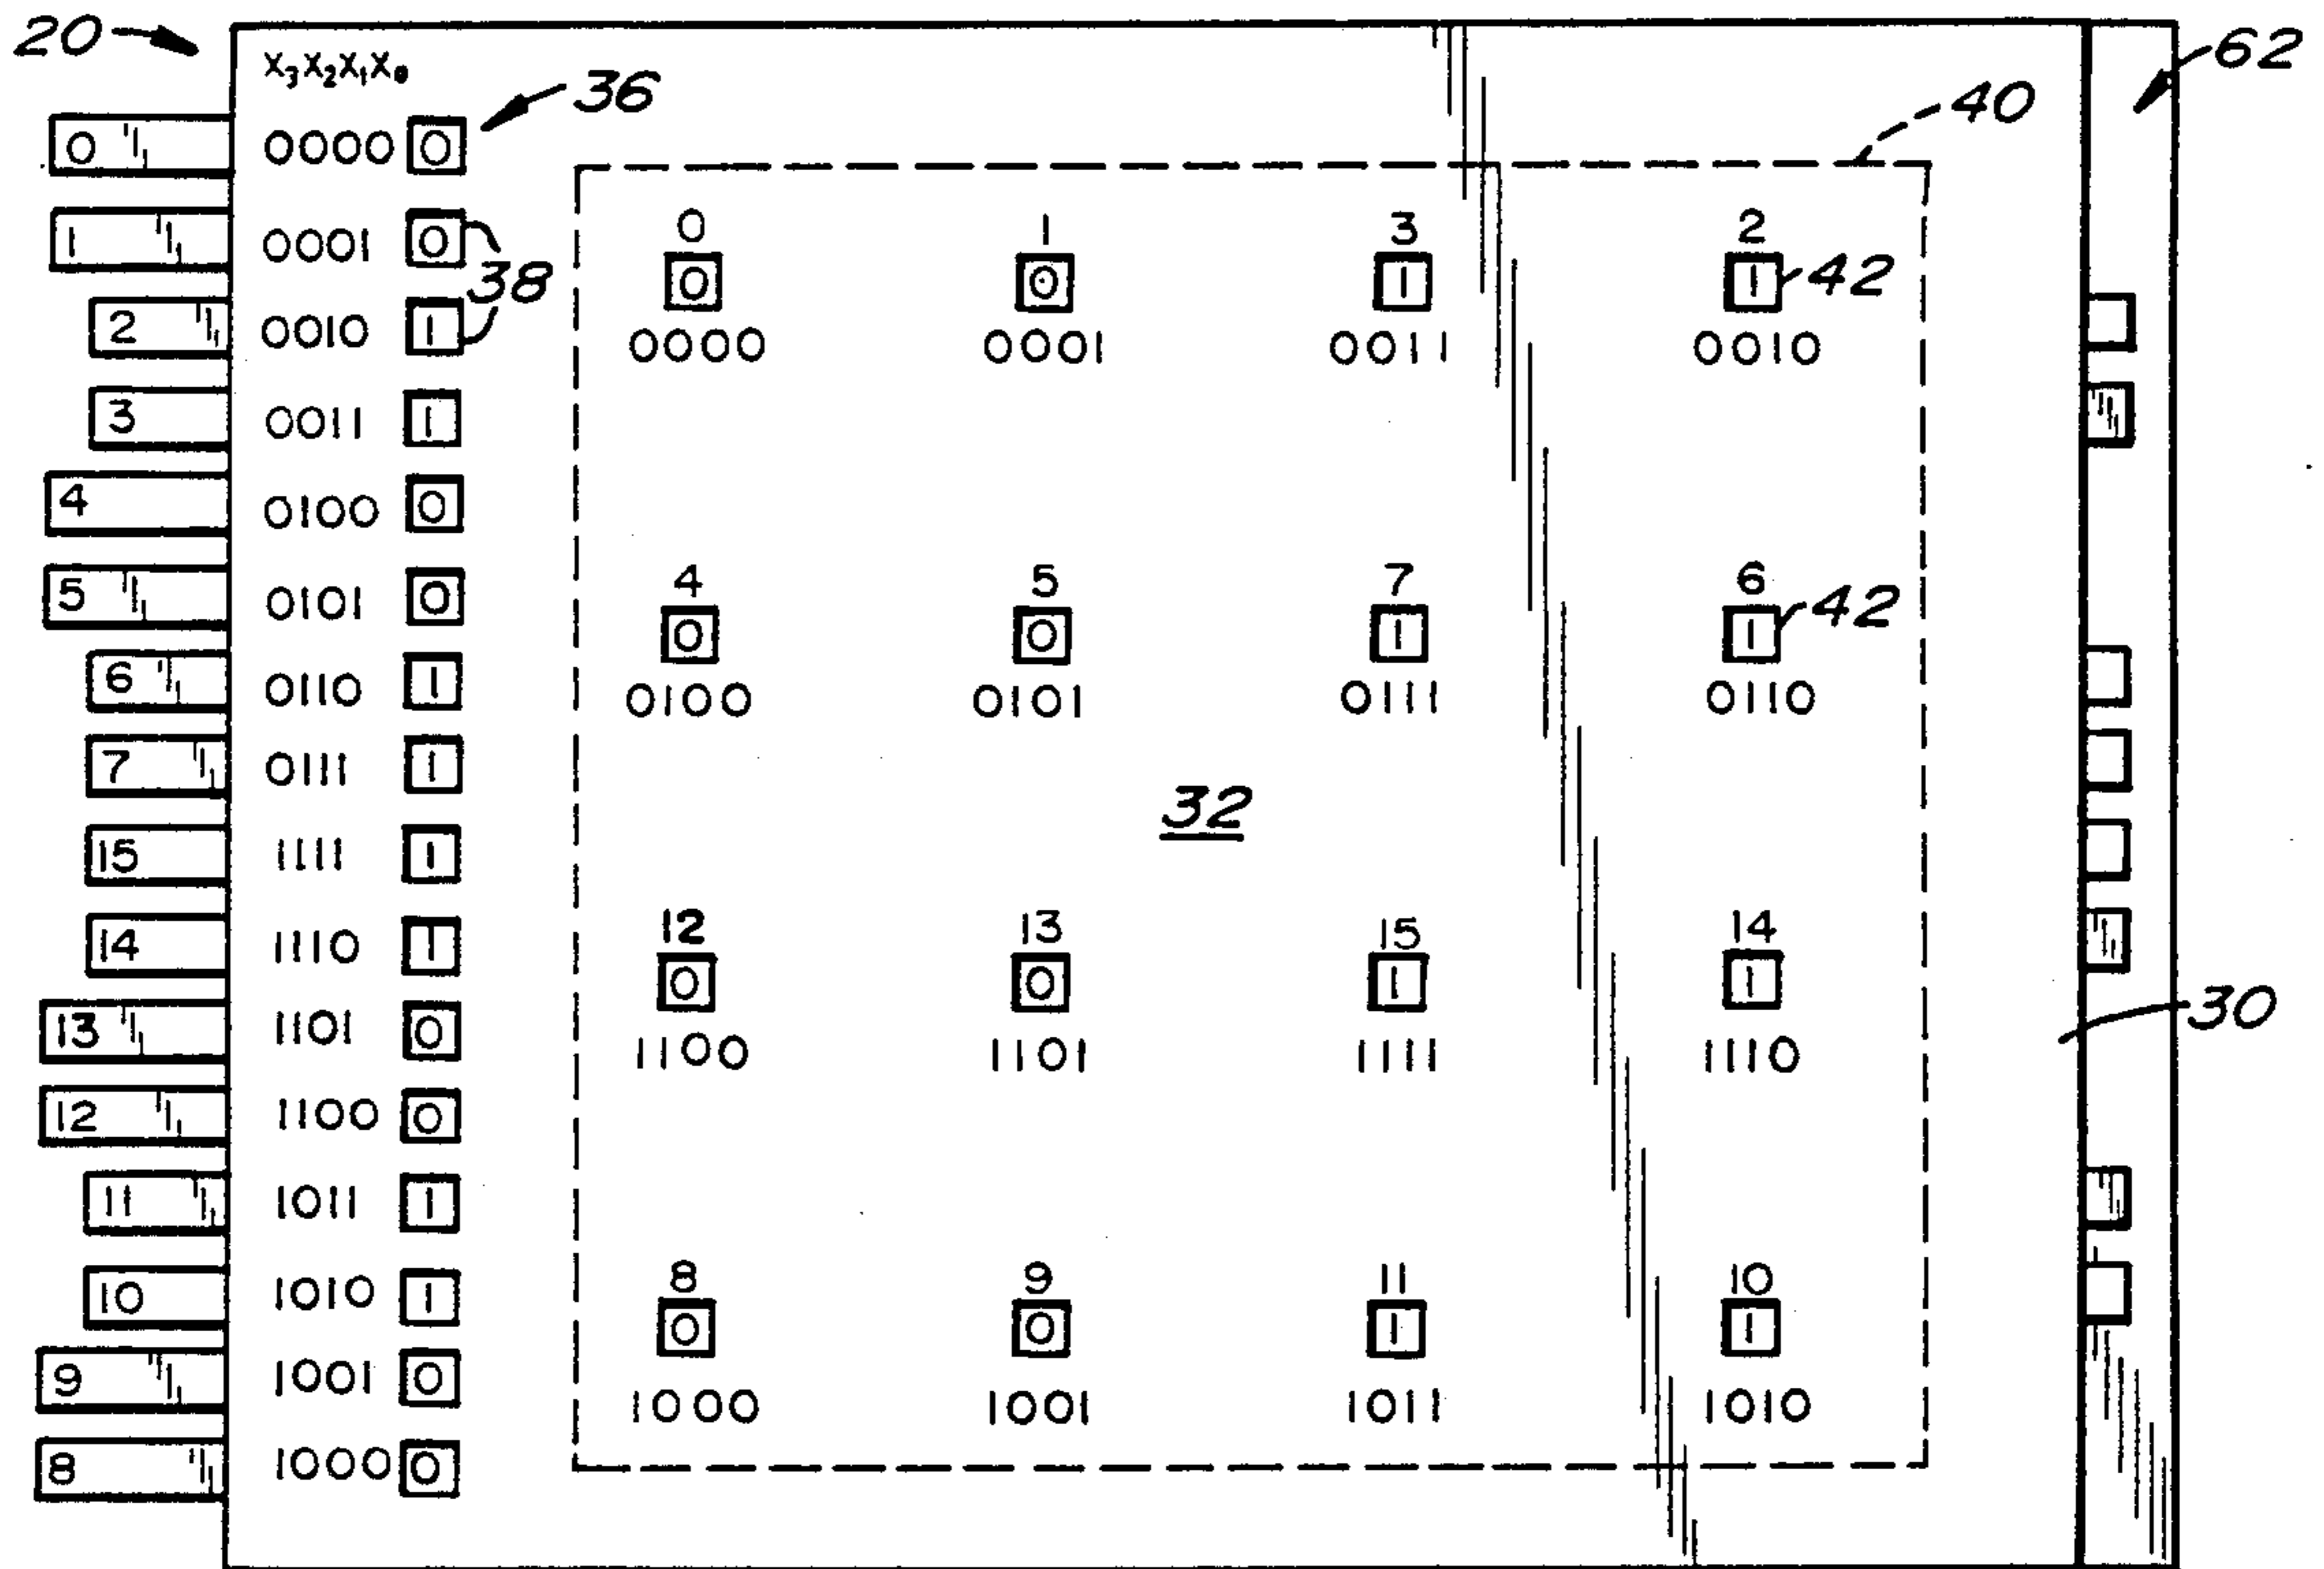 20
62
X₃X₂X₁X₀
36
40
0 0000 0
1 0001 0
38
2 0010 1
3 0011 1
4 0100 0
5 0101 0
6 0110 1
7 0111 1
15 1111 1
14 1110 1
13 1101 0
12 1100 0
11 1011 1
10 1010 1
9 1001 0
8 1000 0
0 1 3 2
0 0 1 1 42
0000 0001 0011 0010
4 5 7 6
0 0 1 1 42
0100 0101 0111 0110
32
12 13 15 14
0 0 1 1
1100 1101 1111 1110
30
8 9 11 10
0 0 1 1
1000 1001 1011 1010